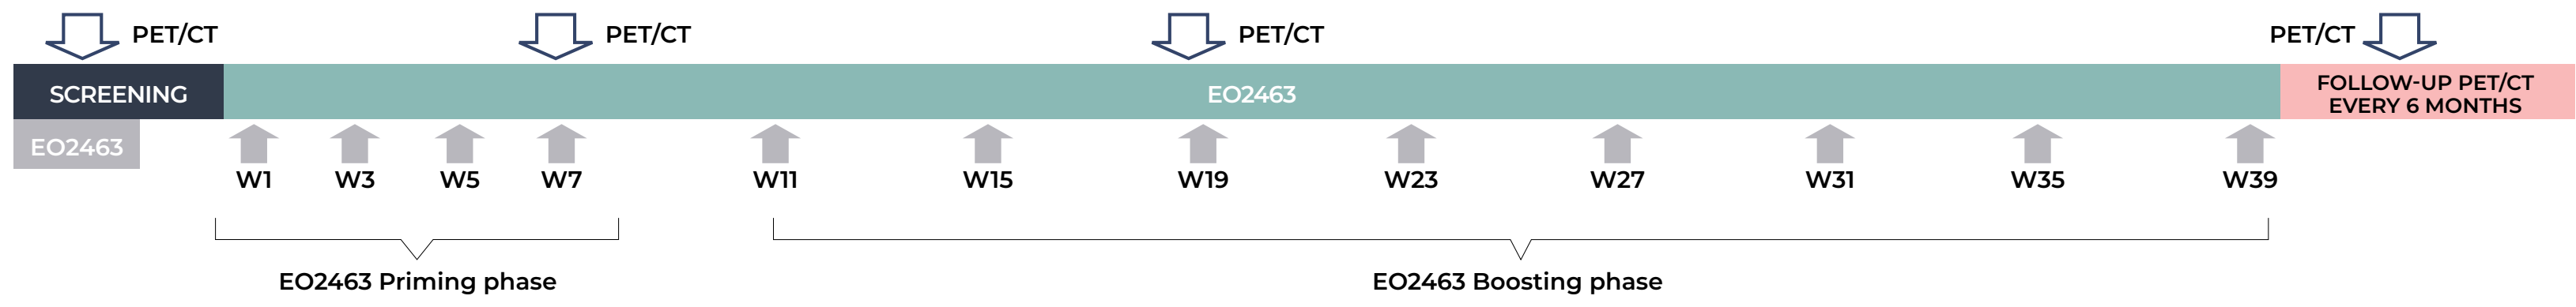 PET/CT
PET/CT
PET/CT
PET/CT
SCREENING
EO2463
FOLLOW-UP PET/CT
EVERY 6 MONTHS
EO2463
W1
W3
W5
W7
W11
W15
W19
W23
W27
W31
W35
W39
EO2463 Priming phase
EO2463 Boosting phase